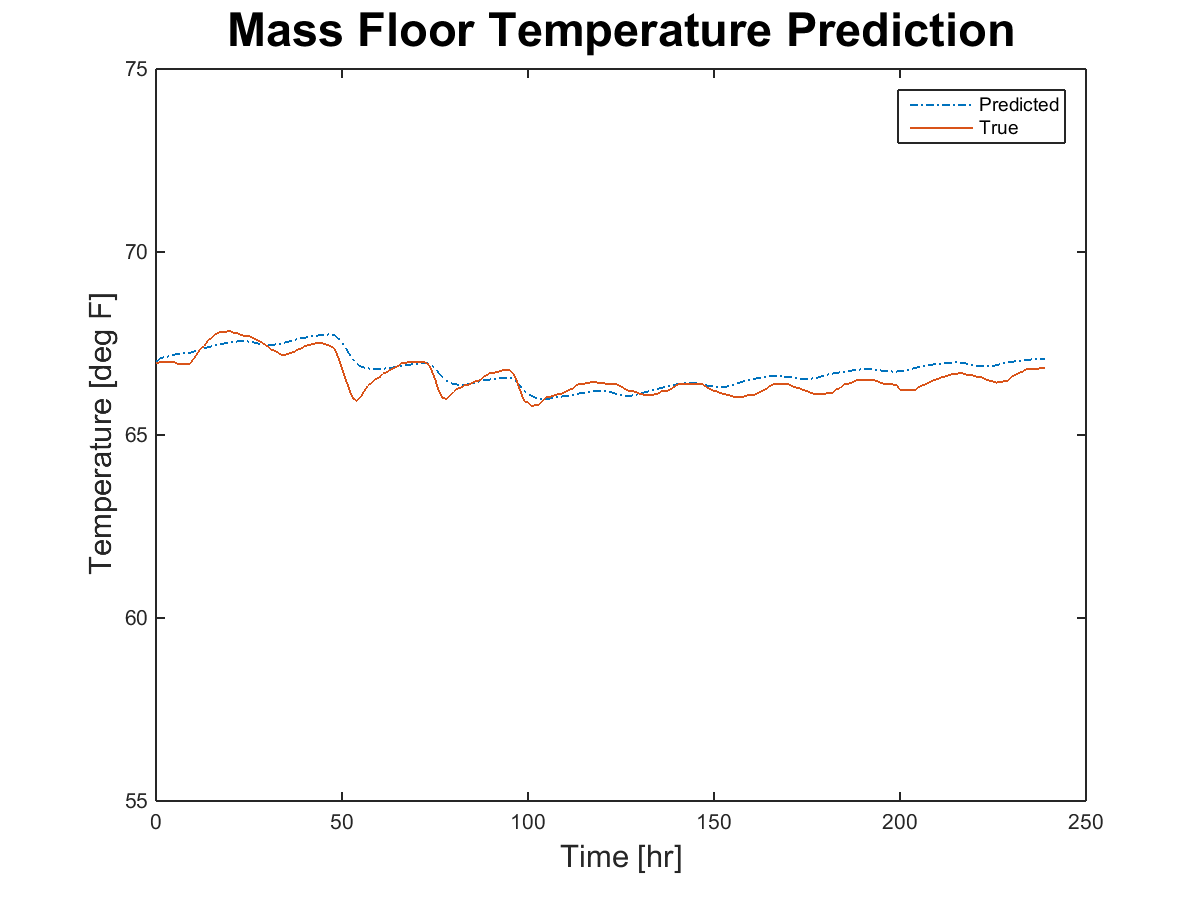 Mass Floor Temperature Prediction
Predicted
True
75
70
65
60
55
Temperature [deg F]
0 50 100 150 200 250
Time [hr]